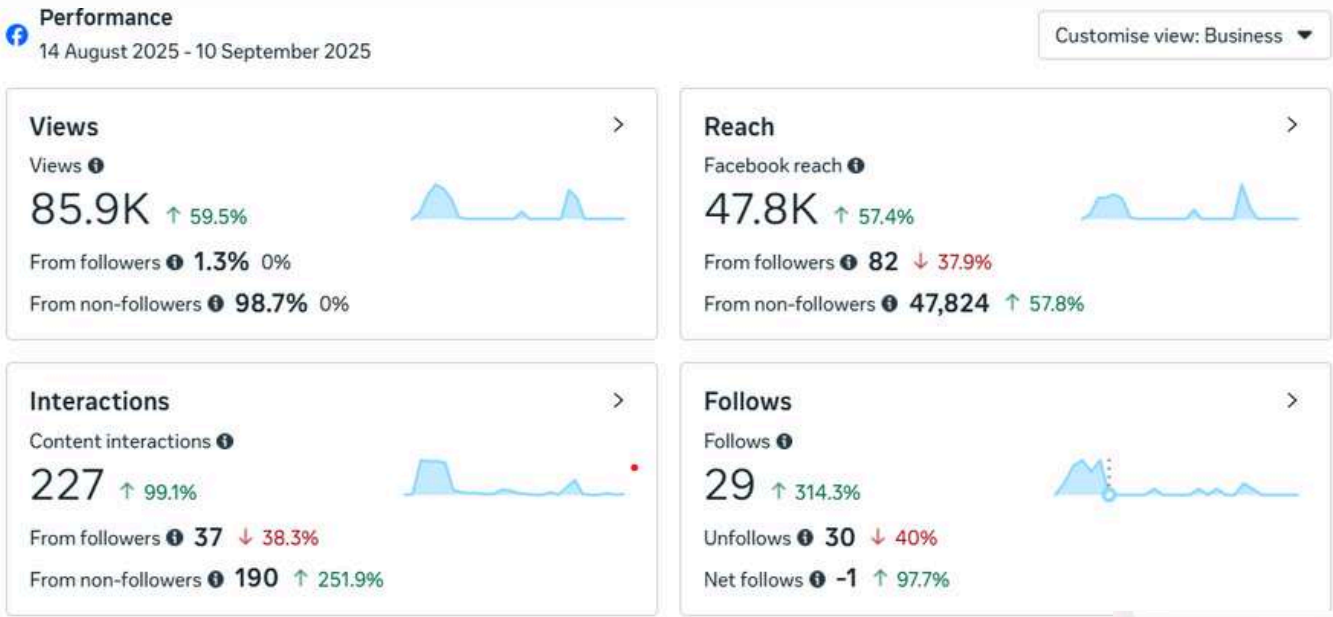 Performance
14 August 2025 - 10 September 2025
Customise view: Business
Views
Views
85.9K ↑ 59.5%
From followers 1.3% 0%
From non-followers 98.7% 0%
Reach
Facebook reach
47.8K ↑ 57.4%
From followers 82 ↓ 37.9%
From non-followers 47,824 ↑ 57.8%
Interactions
Content interactions
227 ↑ 99.1%
From followers 37 ↓ 38.3%
From non-followers 190 ↑ 251.9%
Follows
Follows
29 ↑ 314.3%
Unfollows 30 ↓ 40%
Net follows -1 ↑ 97.7%